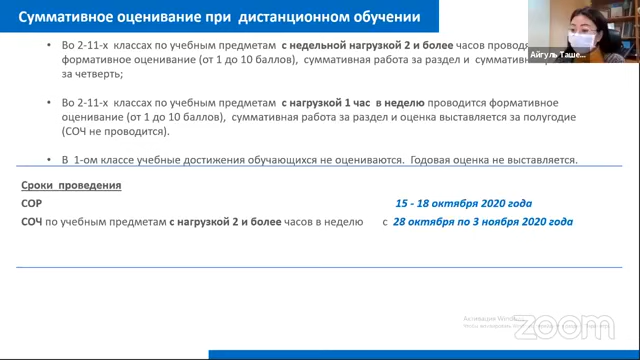 Суммативное оценивание при дистанционном обучении
Айгуль Таше...
• Во 2-11-х классах по учебным предметам с недельной нагрузкой 2 и более часов
формативное оценивание (от 1 до 10 баллов), суммативная работа за раздел и
за четверть;
• Во 2-11-х классах по учебным предметам с нагрузкой 1 час в неделю проводится формативное
оценивание (от 1 до 10 баллов), суммативная работа за раздел и оценка выставляется за полугодие
(СОЧ не проводится).
• В 1-ом классе учебные достижения обучающихся не оцениваются. Годовая оценка не выставляется.
Сроки проведения
СОР 15 - 18 октября 2020 года
СОЧ по учебным предметам с нагрузкой 2 и более часов в неделю с 28 октября по 3 ноября 2020 года
Активация Windows
zoom